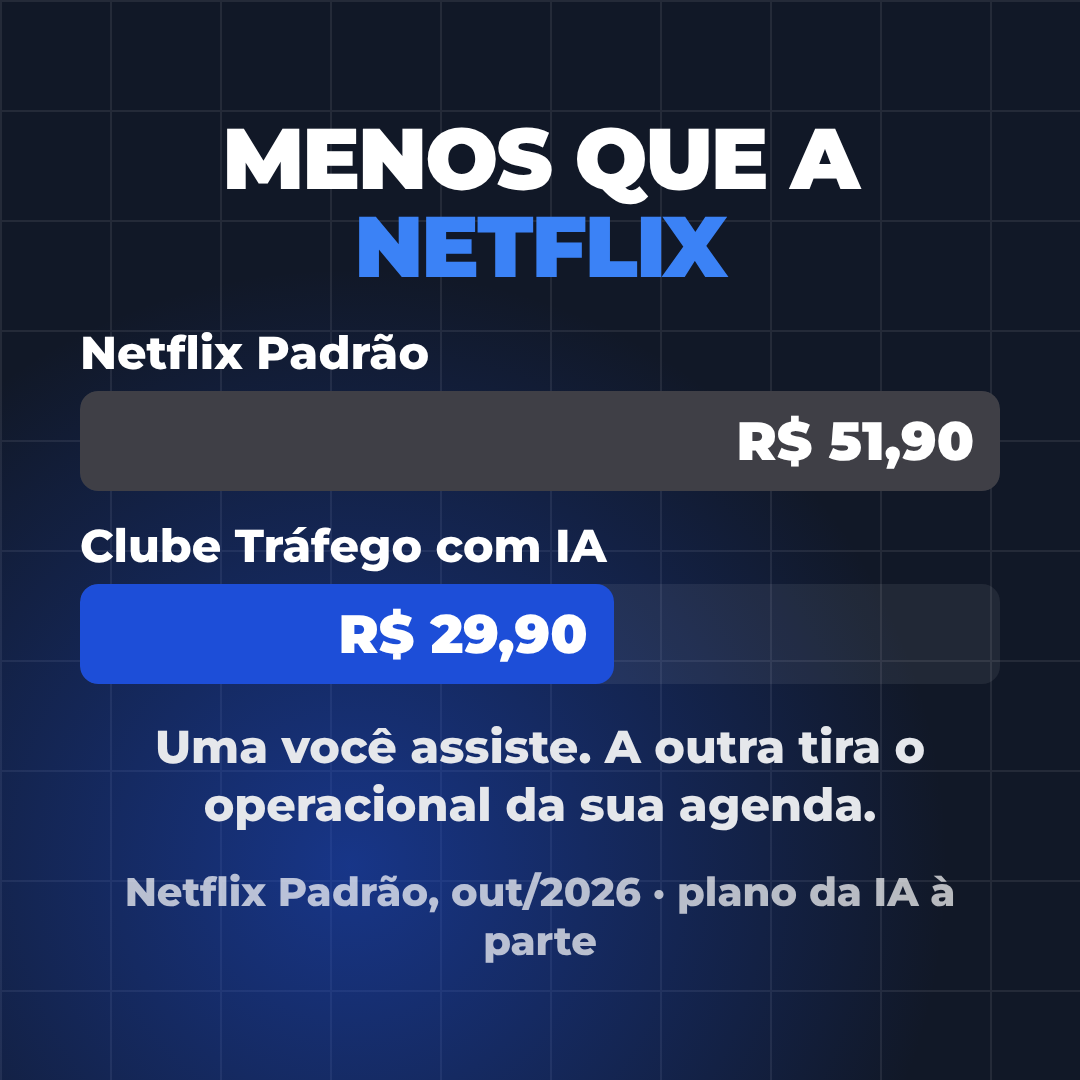 MENOS QUE A
NETFLIX
Netflix Padrão
R$ 51,90
Clube Tráfego com IA
R$ 29,90
Uma você assiste. A outra tira o
operacional da sua agenda.
Netflix Padrão, out/2026 • plano da IA à
parte